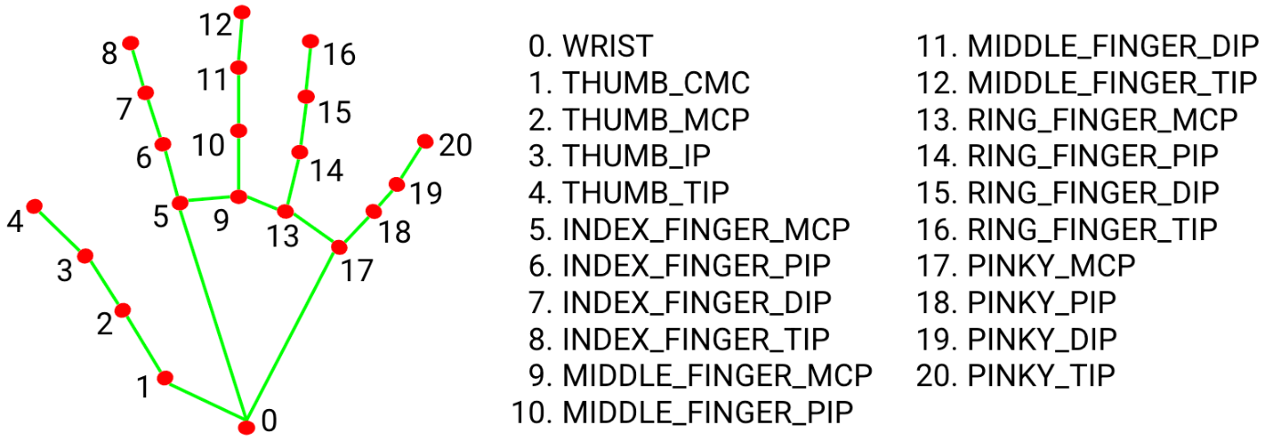 12
8
16
11
7
15
10
6
14
20
19
4
5
9
13
18
3
17
2
1
0
0. WRIST
1. THUMB_CMC
2. THUMB_MCP
3. THUMB_IP
4. THUMB_TIP
5. INDEX_FINGER_MCP
6. INDEX_FINGER_PIP
7. INDEX_FINGER_DIP
8. INDEX_FINGER_TIP
9. MIDDLE_FINGER_MCP
10. MIDDLE_FINGER_PIP
11. MIDDLE_FINGER_DIP
12. MIDDLE_FINGER_TIP
13. RING_FINGER_MCP
14. RING_FINGER_PIP
15. RING_FINGER_DIP
16. RING_FINGER_TIP
17. PINKY_MCP
18. PINKY_PIP
19. PINKY_DIP
20. PINKY_TIP